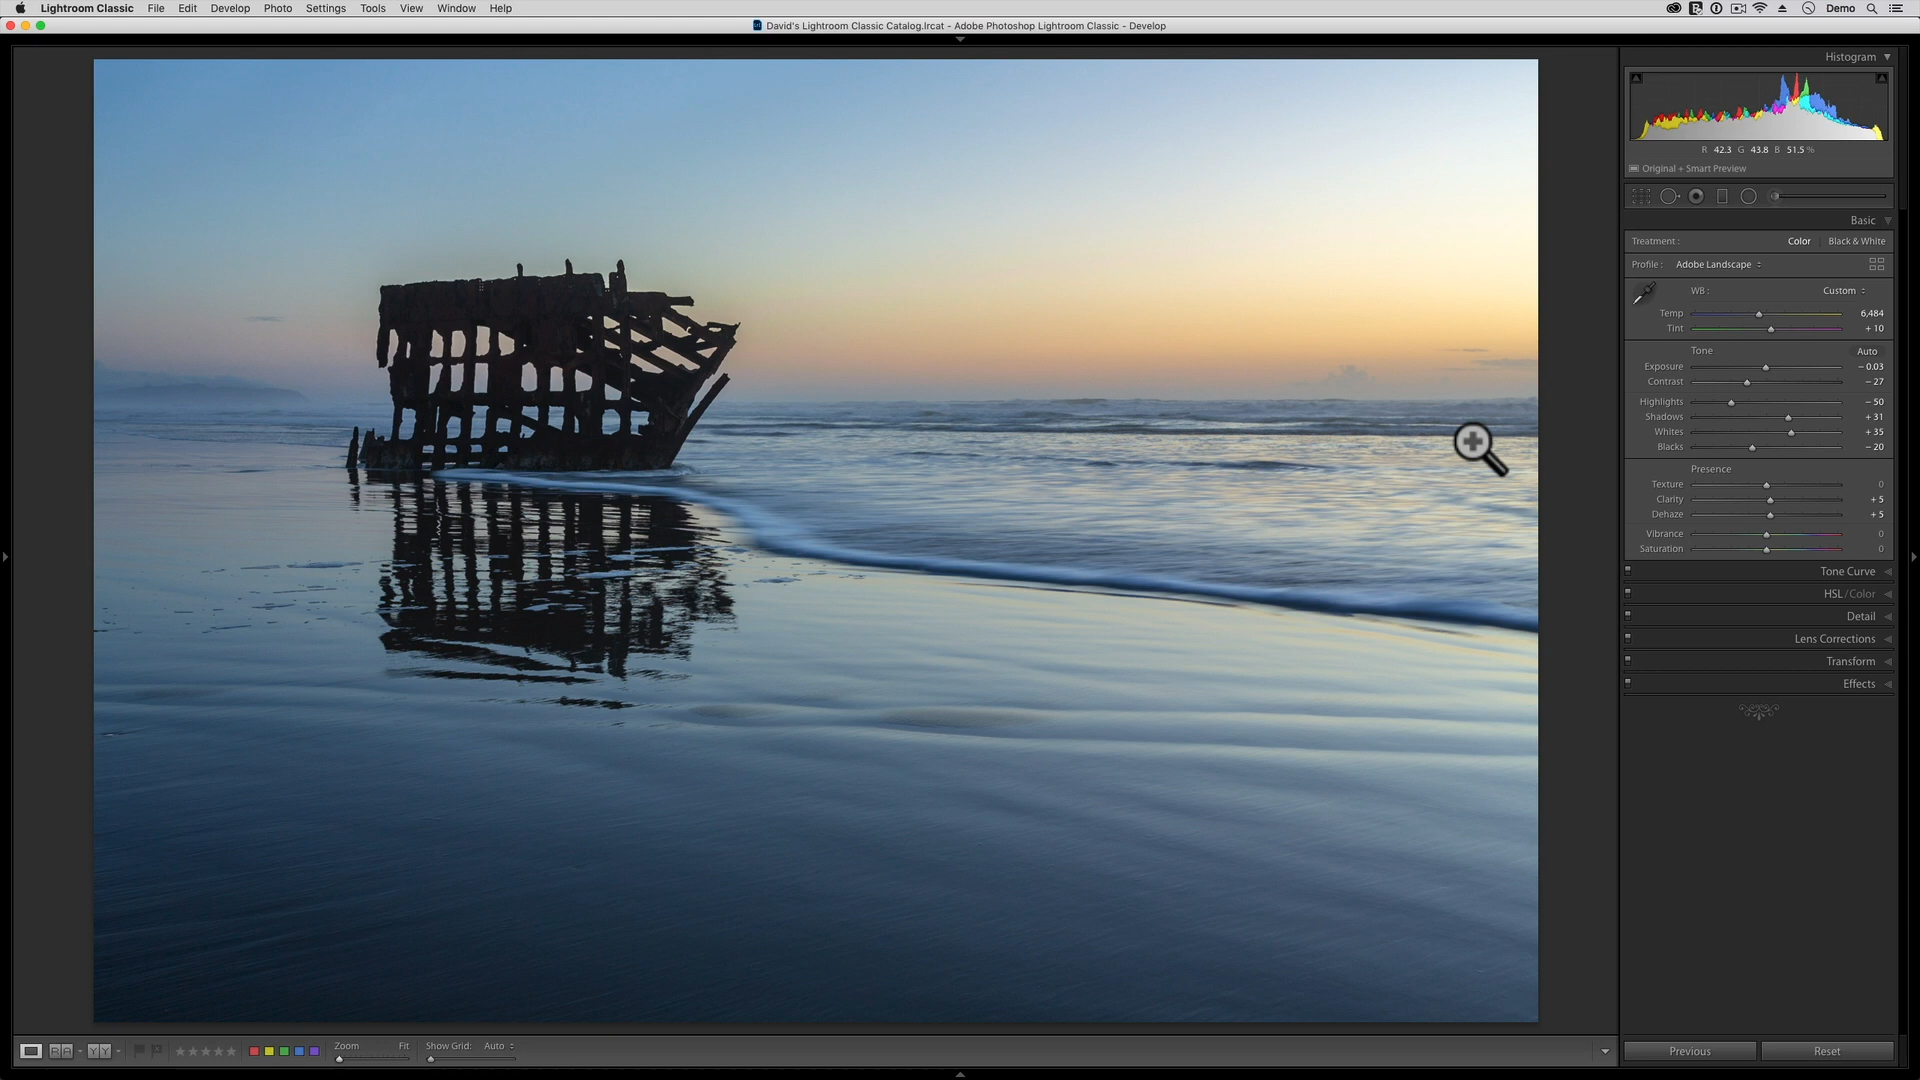 Lightroom Classic File Edit Develop Photo Settings Tools View Window Help Demo
David's Lightroom Classic Catalog.lrcat - Adobe Photoshop Lightroom Classic - Develop
Histogram
R 42.3 G 43.8 B 51.5 %
Original + Smart Preview
Basic
Treatment : Color Black & White
Profile : Adobe Landscape
WB : Custom
Temp 6,484
Tint + 10
Tone Auto
Exposure − 0.03
Contrast − 27
Highlights − 50
Shadows + 31
Whites + 35
Blacks − 20
Presence
Texture 0
Clarity + 5
Dehaze + 5
Vibrance 0
Saturation 0
Tone Curve
HSL / Color
Detail
Lens Corrections
Transform
Effects
R A Y Y Zoom Fit Show Grid: Auto
Previous Reset